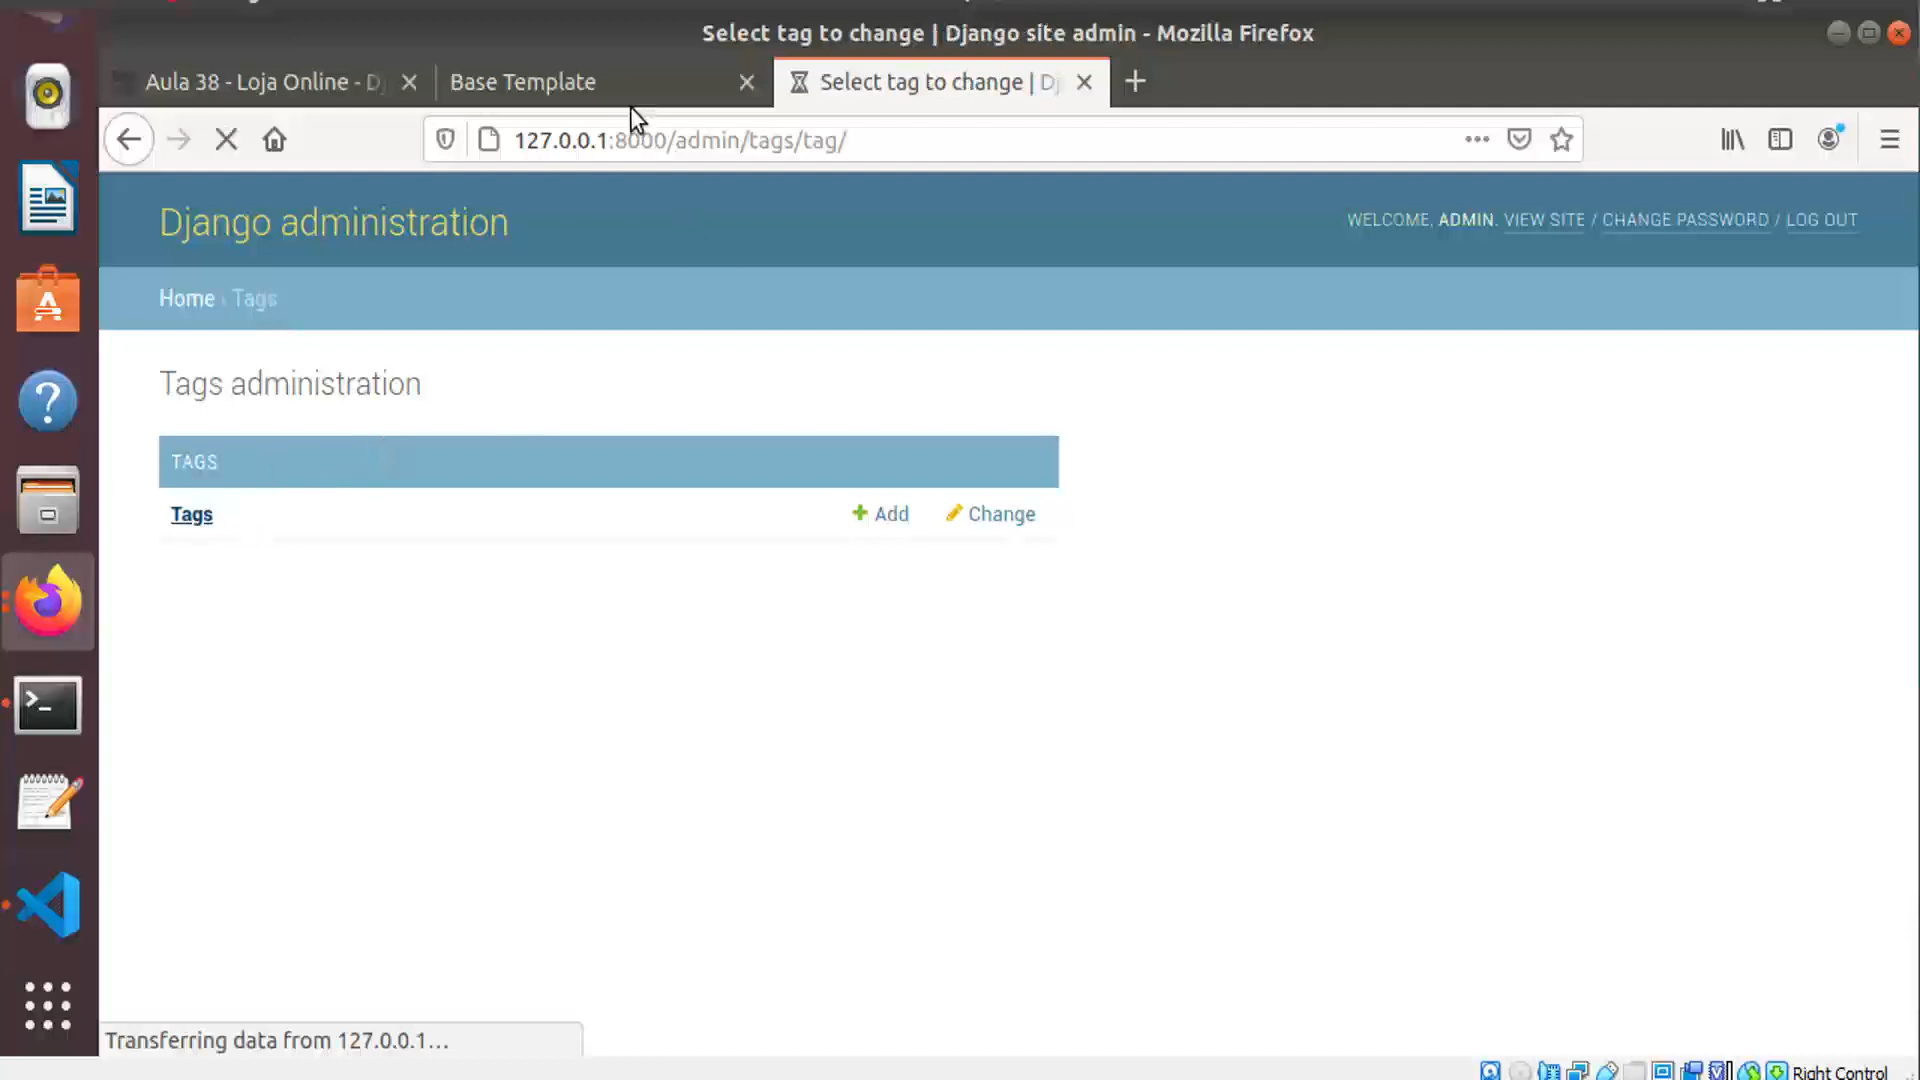 Select tag to change | Django site admin - Mozilla Firefox
Aula 38 - Loja Online - D
Base Template
Select tag to change | Dj
127.0.0.1:8000/admin/tags/tag/
Django administration
WELCOME, ADMIN. VIEW SITE / CHANGE PASSWORD / LOG OUT
Home › Tags
Tags administration
TAGS
Tags
Add
Change
Transferring data from 127.0.0.1...
Right Control